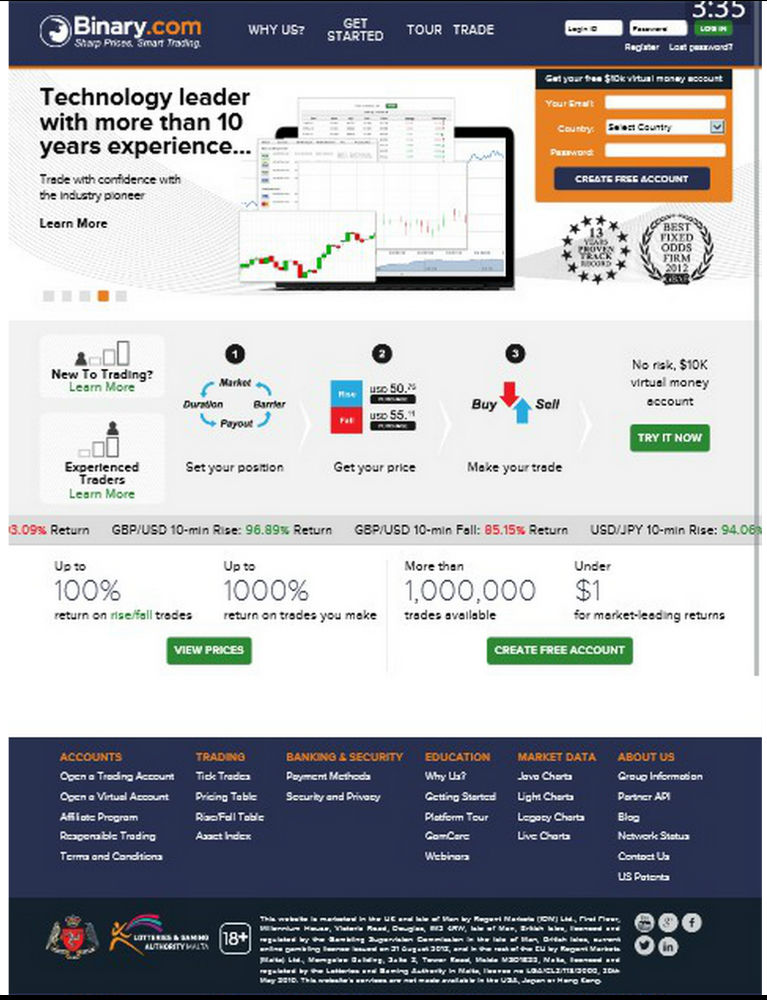 3:35
Binary.com
Sharp Prices. Smart Trading.
WHY US?
GET
STARTED
TOUR
TRADE
Login ID
Password
LOG IN
Register
Lost password?
Technology leader
with more than 10
years experience...
Trade with confidence with
the industry pioneer
Learn More
Get your free $10k virtual money account
Your Email:
Country:
Select Country
Password:
CREATE FREE ACCOUNT
13
YEARS
PROVEN
TRACK
RECORD
BEST
FIXED
ODDS
FIRM
2012
New To Trading?
Learn More
Experienced
Traders
Learn More
1
Market
Duration
Barrier
Payout
Set your position
2
Rise
USD 50.75
PURCHASE
Fall
USD 55.11
PURCHASE
Get your price
3
Buy
Sell
Make your trade
No risk, $10K
virtual money
account
TRY IT NOW
3.09% Return GBP/USD 10-min Rise: 96.89% Return GBP/USD 10-min Fall: 85.15% Return USD/JPY 10-min Rise: 94.06%
Up to
100%
return on rise/fall trades
Up to
1000%
return on trades you make
VIEW PRICES
More than
1,000,000
trades available
Under
$1
for market-leading returns
CREATE FREE ACCOUNT
ACCOUNTS
Open a Trading Account
Open a Virtual Account
Affiliate Program
Responsible Trading
Terms and Conditions
TRADING
Tick Trades
Pricing Table
Rise/Fall Table
Asset Index
BANKING & SECURITY
Payment Methods
Security and Privacy
EDUCATION
Why Us?
Getting Started
Platform Tour
GamCare
Webinars
MARKET DATA
Java Charts
Light Charts
Legacy Charts
Live Charts
ABOUT US
Group Information
Partner API
Blog
Network Status
Contact Us
US Patents
LOTTERIES & GAMING
AUTHORITY MALTA
18+
This website is marketed in the UK and Isle of Man by Regent Markets (IOM) Ltd., First Floor,
Millennium House, Victoria Road, Douglas, IM2 4RW, Isle of Man, British Isles, licensed and
regulated by the Gambling Supervision Commission in the Isle of Man, British Isles, current
online gambling license issued on 31 August 2012, and in the rest of the EU by Regent Markets
(Malta) Ltd., Suite 3, Tower Road, Malta, licensed and
regulated by the Lotteries and Gaming Authority in Malta,
May 2010. This website's services are not made available in the USA, Japan or Hong Kong.
You
Tube
g+
f
in